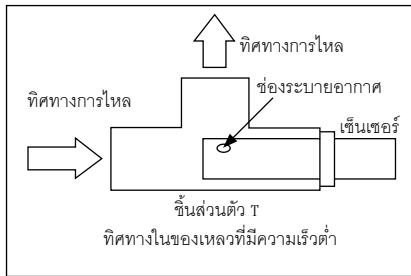 ทิศทางการไหล
ช่องระบายอากาศ
ทิศทางการไหล
เซ็นเซอร์
ชิ้นส่วนตัว T
ทิศทางในของเหลวที่มีความเร็วต่ำ